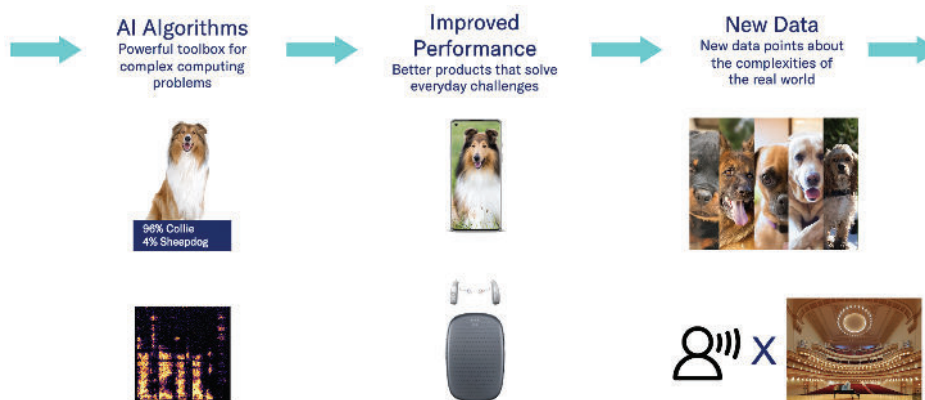 AI Algorithms
Powerful toolbox for
complex computing
problems
96% Collie
4% Sheepdog
Improved
Performance
Better products that solve
everyday challenges
New Data
New data points about
the complexities of
the real world
X